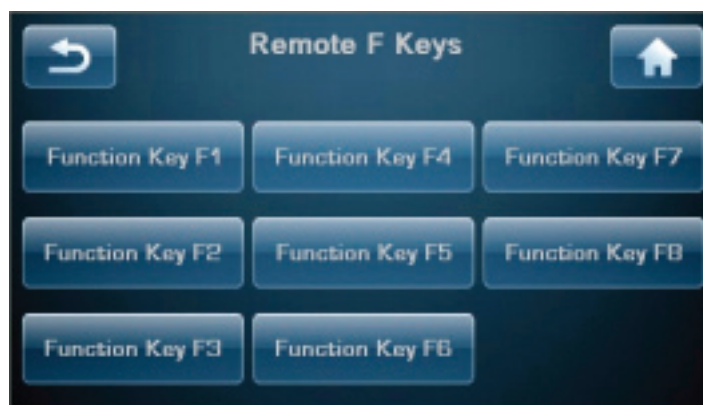 Remote F Keys
Function Key F1
Function Key F4
Function Key F7
Function Key F2
Function Key F5
Function Key F8
Function Key F3
Function Key F6